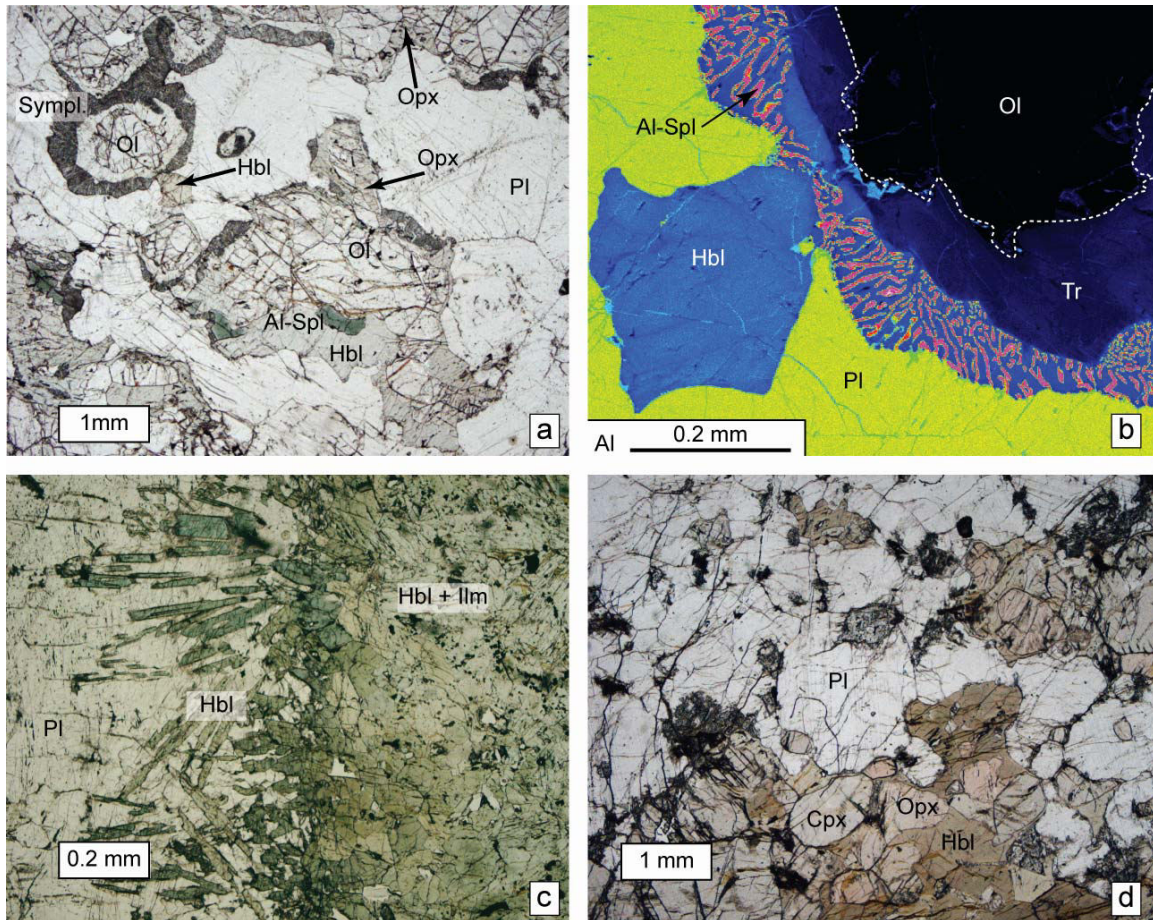 Opx
Sympl.
Ol
Hbl
Opx
Pl
Ol
Al-Spl
Hbl
1mm
a
Ol
Al-Spl
Hbl
Tr
Pl
Al
0.2 mm
b
Hbl + Ilm
Hbl
Pl
0.2 mm
c
Pl
Cpx
Opx
Hbl
1 mm
d